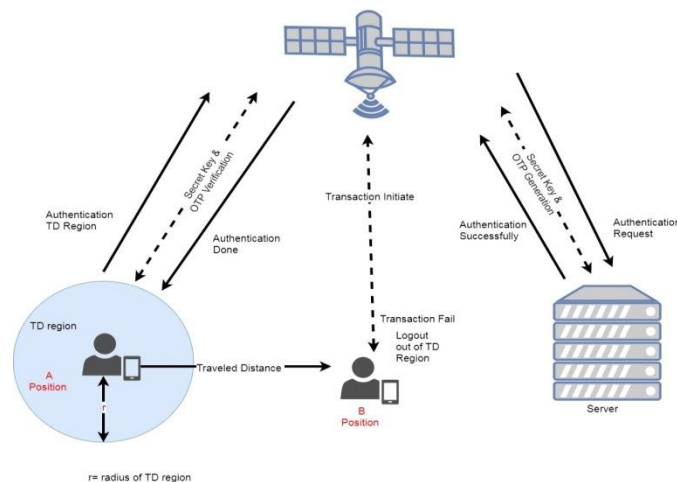 Secret Key &
OTP Verification
Authentication
TD Region
Authentication
Done
Transaction Initiate
Secret Key &
OTP Generation
Authentication
Successfully
Authentication
Request
TD region
A
Position
r
Traveled Distance
Transaction Fail
Logout
out of TD
Region
B
Position
Server
r= radius of TD region